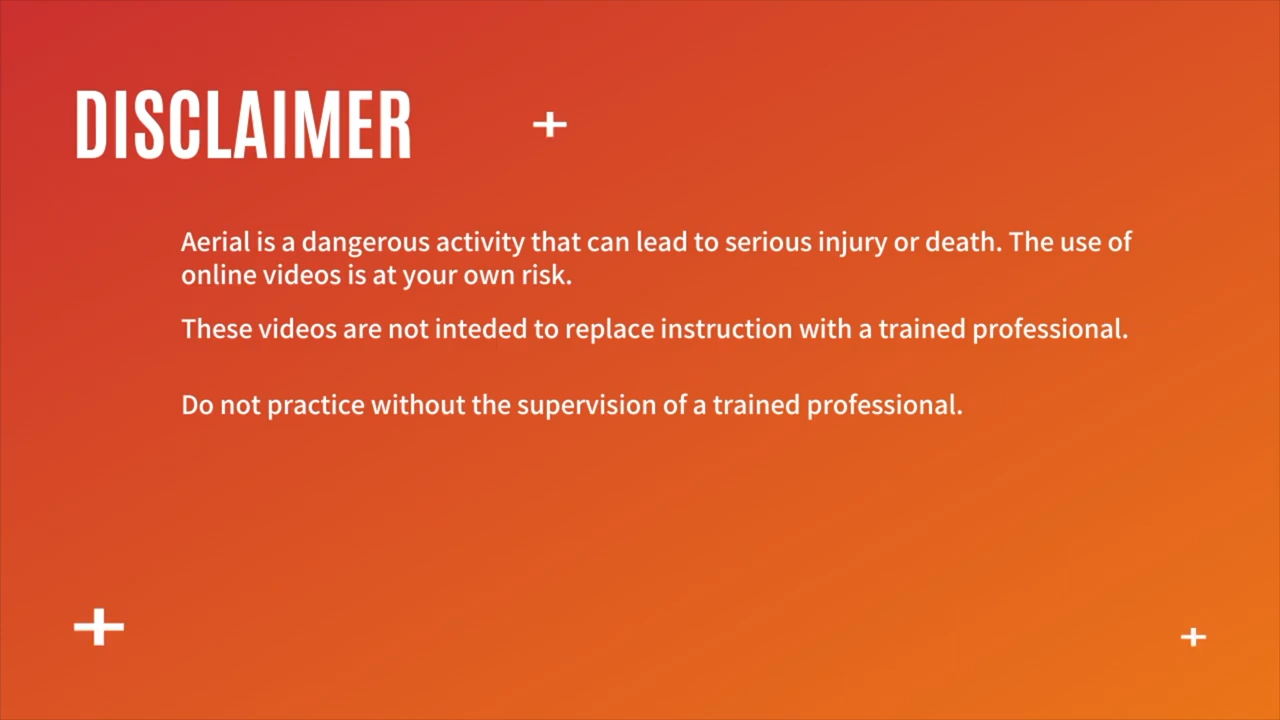 DISCLAIMER
Aerial is a dangerous activity that can lead to serious injury or death. The use of
online videos is at your own risk.
These videos are not inteded to replace instruction with a trained professional.
Do not practice without the supervision of a trained professional.